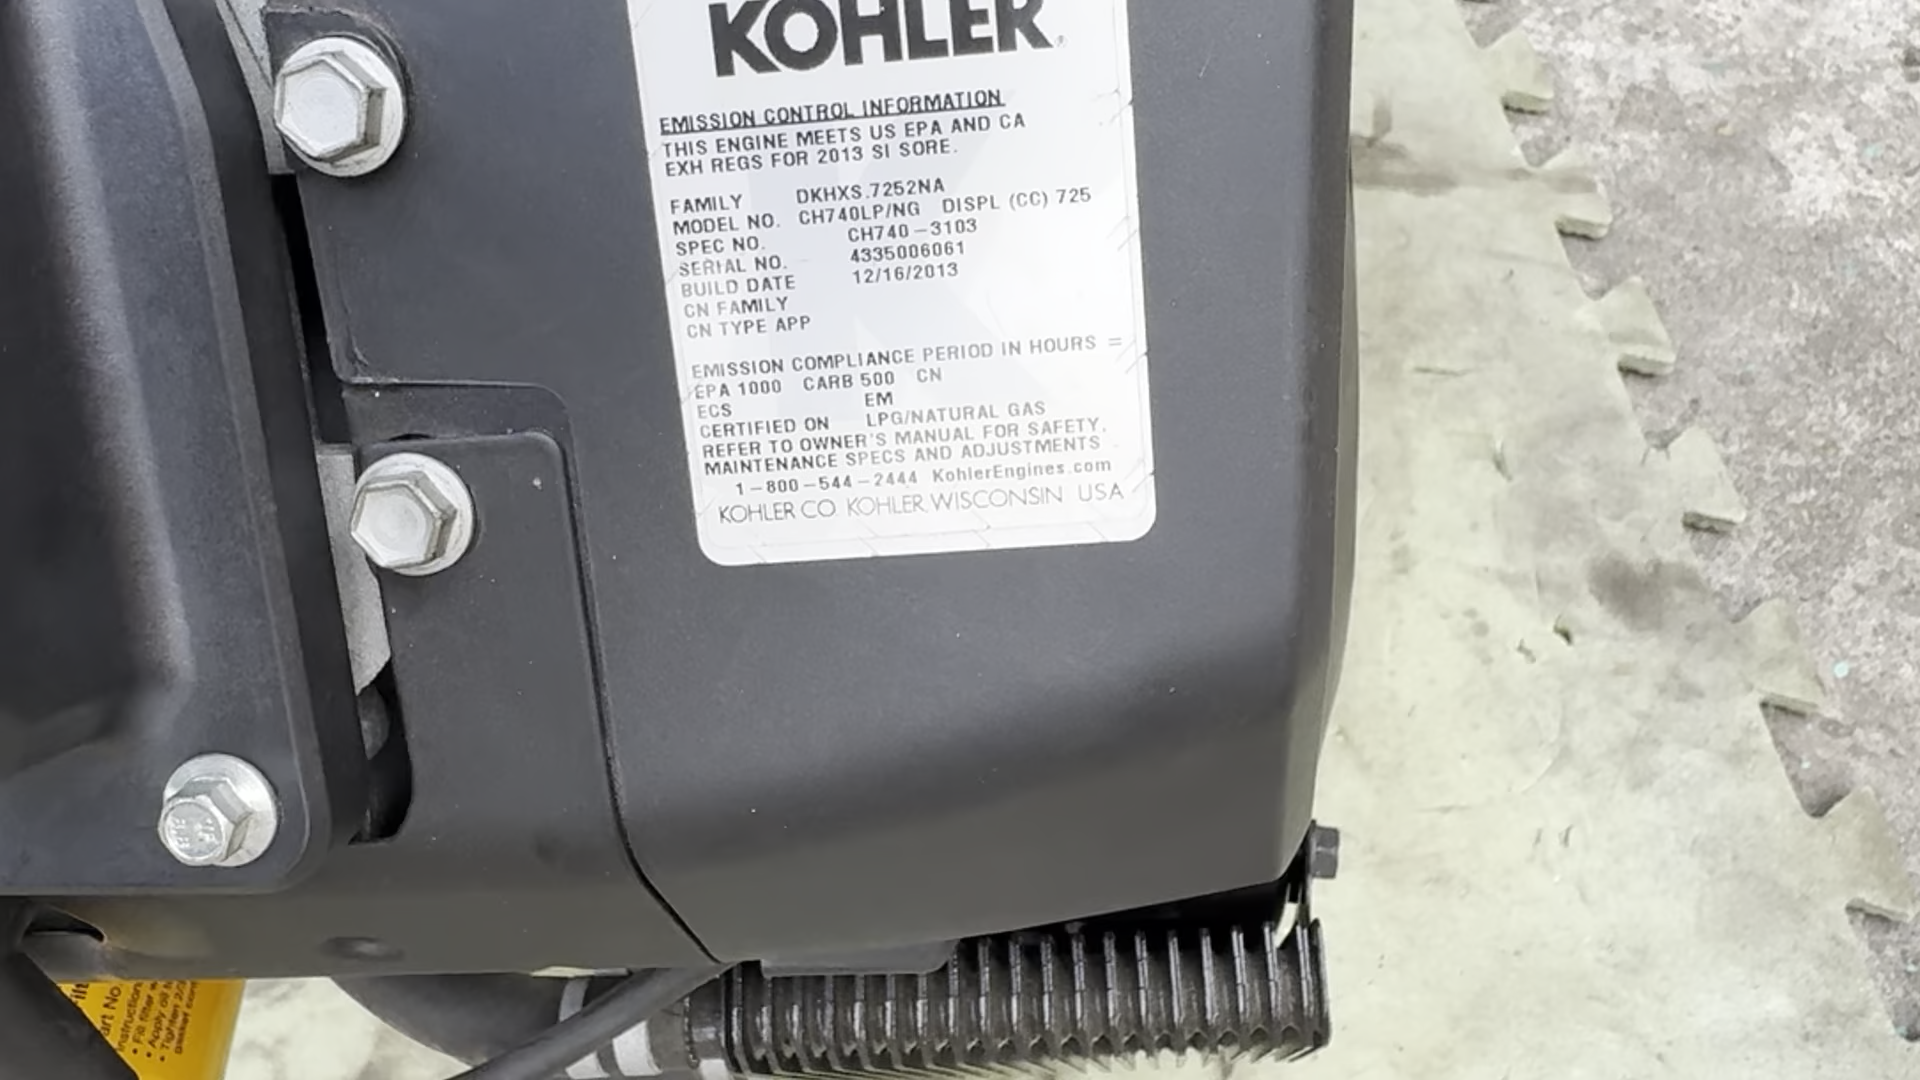 KOHLER
EMISSION CONTROL INFORMATION
THIS ENGINE MEETS US EPA AND CA
EXH REGS FOR 2013 SI SORE.
FAMILY DKHXS.7252NA
MODEL NO. CH740LP/NG DISPL (CC) 725
SPEC NO. CH740-3103
SERIAL NO. 4335006061
BUILD DATE 12/16/2013
CN FAMILY
CN TYPE APP
EMISSION COMPLIANCE PERIOD IN HOURS =
EPA 1000 CARB 500 CN
ECS EM
CERTIFIED ON LPG/NATURAL GAS
REFER TO OWNER'S MANUAL FOR SAFETY,
MAINTENANCE SPECS AND ADJUSTMENTS
1-800-544-2444 KohlerEngines.com
KOHLER CO KOHLER, WISCONSIN USA